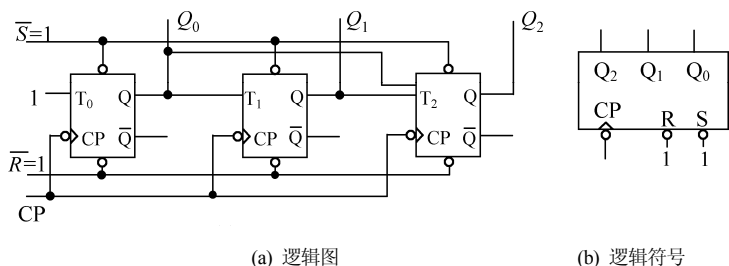 S̅=1 Q₀ Q₁ Q₂
1 T₀ Q T₁ Q T₂ Q
CP Q̅ CP Q̅ CP Q̅
R̅=1
CP
(a) 逻辑图
Q₂ Q₁ Q₀
CP R S
1 1
(b) 逻辑符号